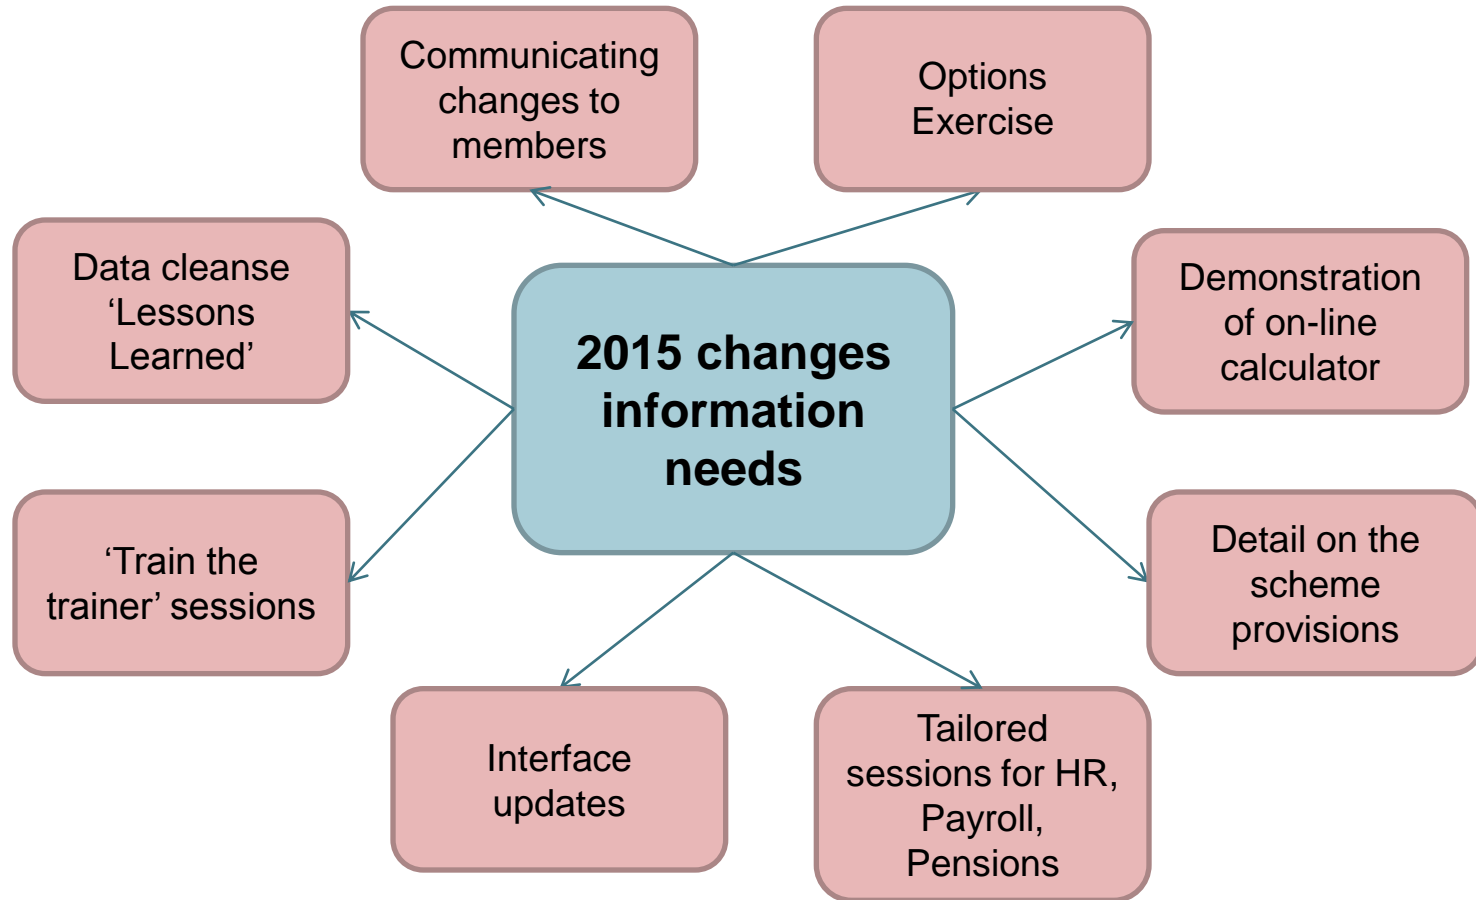 Communicating
changes to
members
Options
Exercise
Data cleanse
‘Lessons
Learned’
2015 changes
information
needs
Demonstration
of on-line
calculator
‘Train the
trainer’ sessions
Detail on the
scheme
provisions
Interface
updates
Tailored
sessions for HR,
Payroll,
Pensions